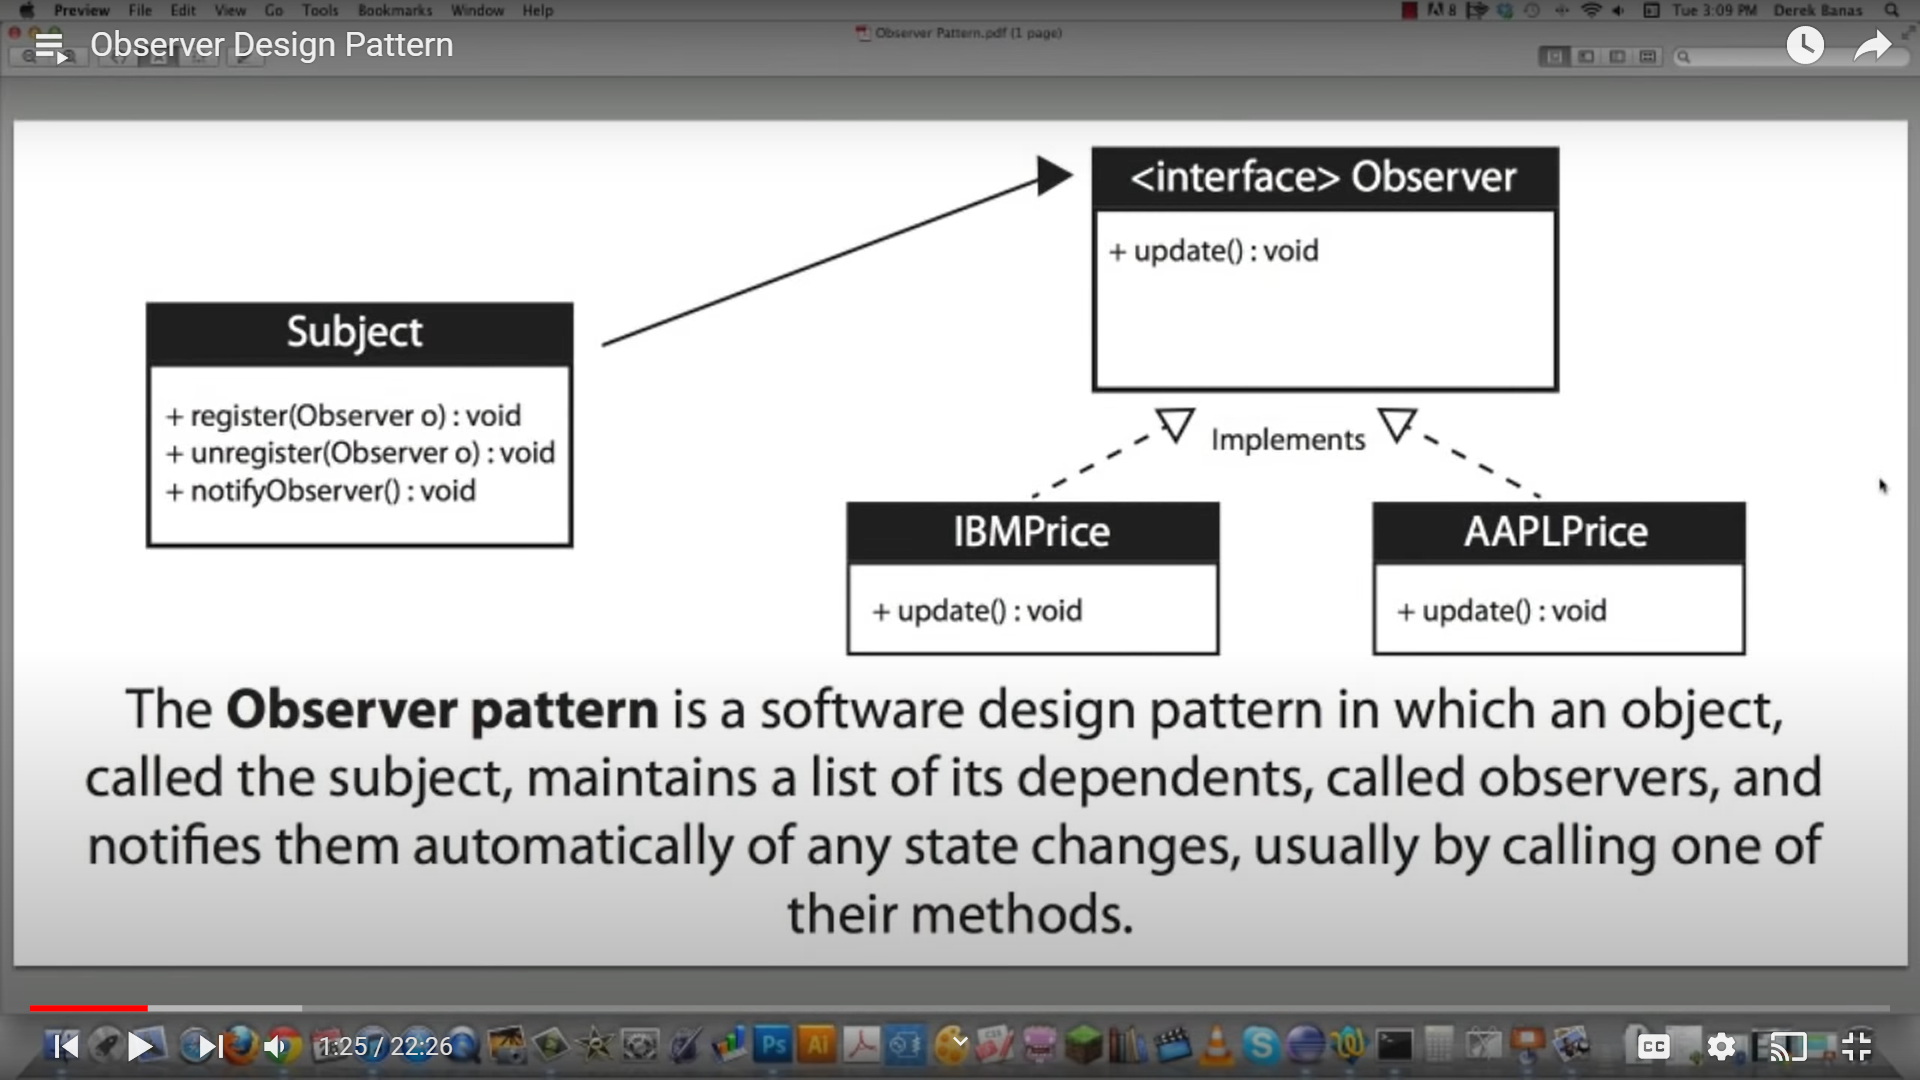 Preview File Edit View Go Tools Bookmarks Window Help
8 Tue 3:09 PM Derek Banas
Observer Pattern.pdf (1 page)
Observer Design Pattern
<interface> Observer
+ update() : void
Subject
+ register(Observer o) : void
+ unregister(Observer o) : void
+ notifyObserver() : void
Implements
IBMPrice
+ update() : void
AAPLPrice
+ update() : void
The Observer pattern is a software design pattern in which an object,
called the subject, maintains a list of its dependents, called observers, and
notifies them automatically of any state changes, usually by calling one of
their methods.
1:25 / 22:26
Ps
Ai
CC